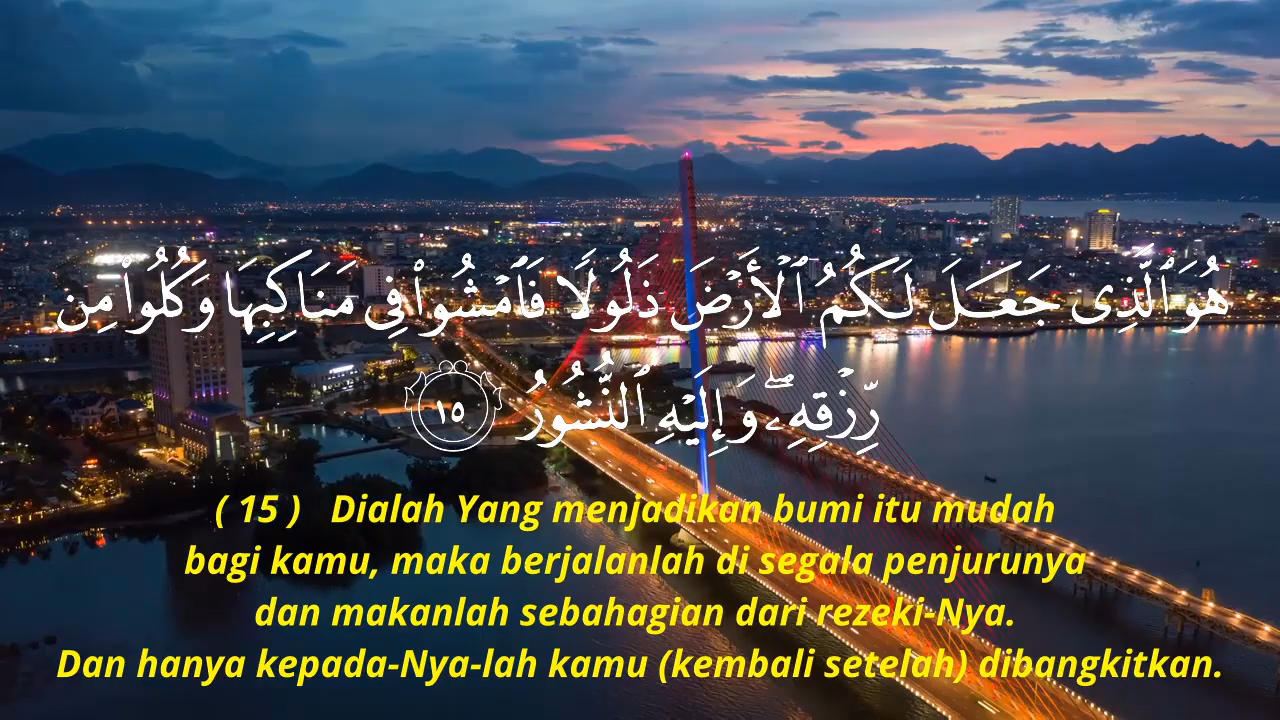 هُوَ ٱلَّذِى جَعَلَ لَكُمُ ٱلْأَرْضَ ذَلُولًا فَٱمْشُوا۟ فِى مَنَاكِبِهَا وَكُلُوا۟ مِن
رِّزْقِهِۦ ۖ وَإِلَيْهِ ٱلنُّشُورُ ١٥
( 15 ) Dialah Yang menjadikan bumi itu mudah
bagi kamu, maka berjalanlah di segala penjurunya
dan makanlah sebahagian dari rezeki-Nya.
Dan hanya kepada-Nya-lah kamu (kembali setelah) dibangkitkan.